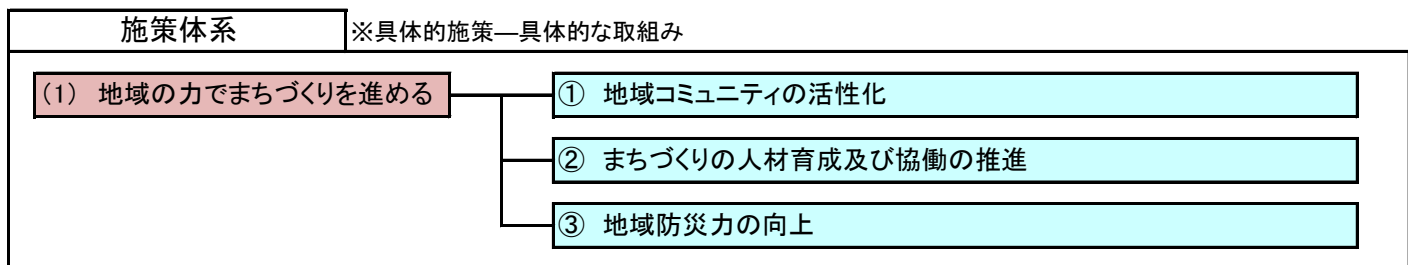 施策体系
※具体的施策―具体的な取組み
(1) 地域の力でまちづくりを進める
① 地域コミュニティの活性化
② まちづくりの人材育成及び協働の推進
③ 地域防災力の向上